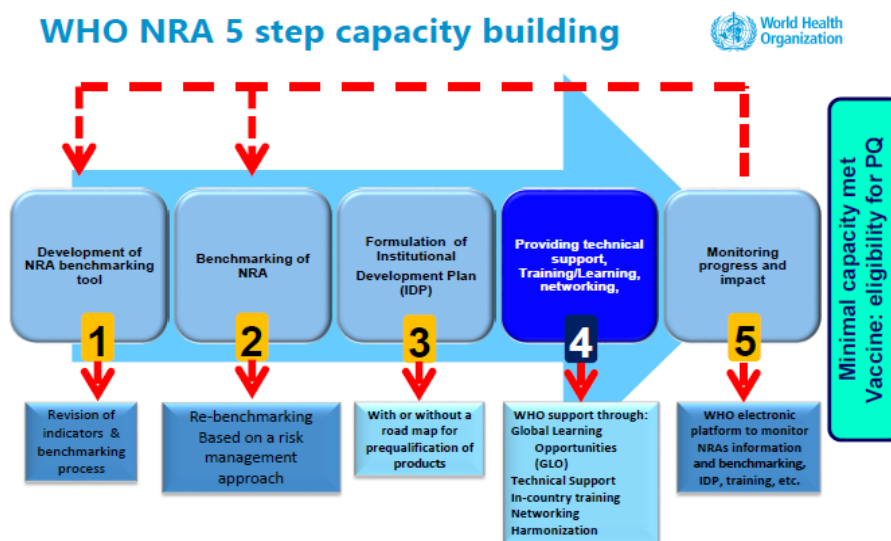 WHO NRA 5 step capacity building
World Health
Organization
Development of
NRA benchmarking
tool
1
Benchmarking of
NRA
2
Formulation of
Institutional
Development Plan
(IDP)
3
Providing technical
support,
Training/Learning,
networking,
4
Monitoring
progress and
impact
5
Revision of
indicators &
benchmarking
process
Re-benchmarking
Based on a risk
management
approach
With or without a
road map for
prequalification of
products
WHO support through:
Global Learning
Opportunities
(GLO)
Technical Support
In-country training
Networking
Harmonization
WHO electronic
platform to monitor
NRAs information
and benchmarking,
IDP, training, etc.
Minimal capacity met
Vaccine: eligibility for PQ